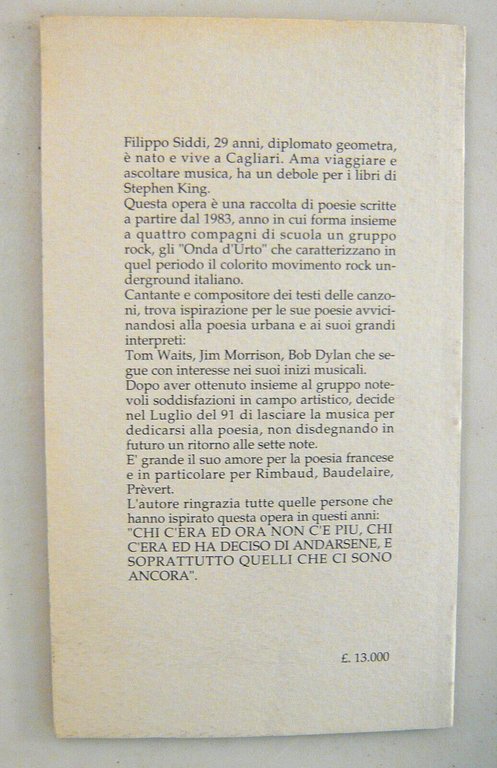 Filippo Siddi, 29 anni, diplomato geometra,
è nato e vive a Cagliari. Ama viaggiare e
ascoltare musica, ha un debole per i libri di
Stephen King.
Questa opera è una raccolta di poesie scritte
a partire dal 1983, anno in cui forma insieme
a quattro compagni di scuola un gruppo
rock, gli "Onda d'Urto" che caratterizzano in
quel periodo il colorito movimento rock un-
derground italiano.
Cantante e compositore dei testi delle canzo-
ni, trova ispirazione per le sue poesie avvici-
nandosi alla poesia urbana e ai suoi grandi
interpreti:
Tom Waits, Jim Morrison, Bob Dylan che se-
gue con interesse nei suoi inizi musicali.
Dopo aver ottenuto insieme al gruppo note-
voli soddisfazioni in campo artistico, decide
nel Luglio del 91 di lasciare la musica per
dedicarsi alla poesia, non disdegnando in
futuro un ritorno alle sette note.
E' grande il suo amore per la poesia francese
e in particolare per Rimbaud, Baudelaire,
Prèvert.
L'autore ringrazia tutte quelle persone che
hanno ispirato questa opera in questi anni:
"CHI C'ERA ED ORA NON C'E PIU, CHI
C'ERA ED HA DECISO DI ANDARSENE, E
SOPRATTUTTO QUELLI CHE CI SONO
ANCORA".
£. 13.000